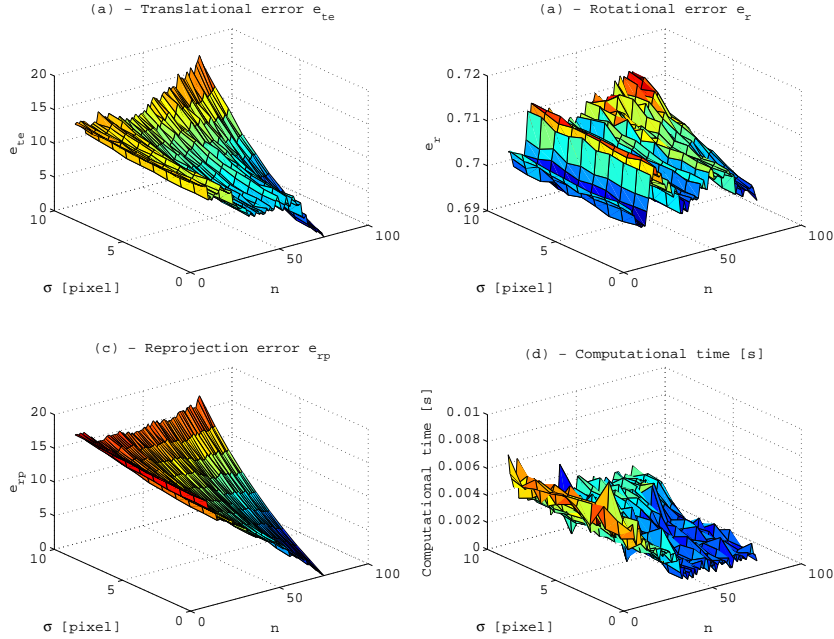 (a) - Translational error e_te
20
15
10
5
0
e_te
10
5
0
σ [pixel]
0
50
100
n
(a) - Rotational error e_r
0.72
0.71
0.7
0.69
e_r
10
5
0
σ [pixel]
0
50
100
n
(c) - Reprojection error e_rp
20
15
10
5
0
e_rp
10
5
0
σ [pixel]
0
50
100
n
(d) - Computational time [s]
0.01
0.008
0.006
0.004
0.002
0
Computational time [s]
10
5
0
σ [pixel]
0
50
100
n